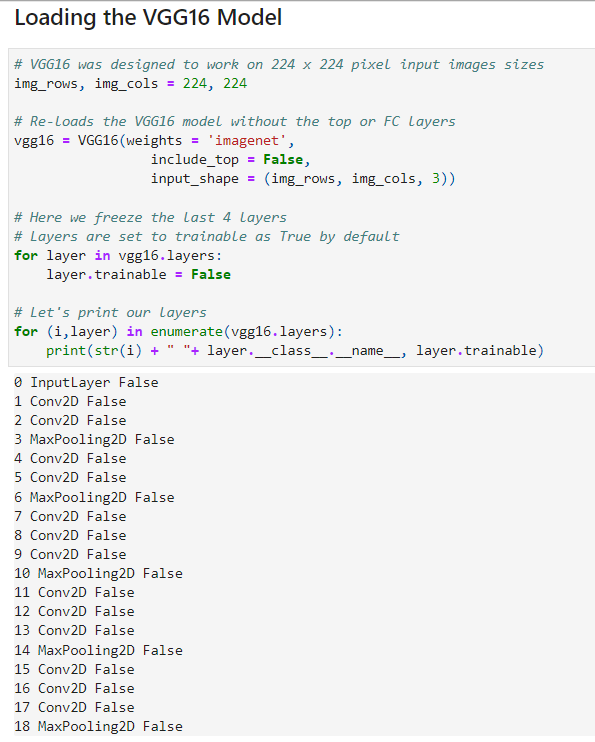 Loading the VGG16 Model
# VGG16 was designed to work on 224 x 224 pixel input images sizes
img_rows, img_cols = 224, 224
# Re-loads the VGG16 model without the top or FC layers
vgg16 = VGG16(weights = 'imagenet',
include_top = False,
input_shape = (img_rows, img_cols, 3))
# Here we freeze the last 4 layers
# Layers are set to trainable as True by default
for layer in vgg16.layers:
layer.trainable = False
# Let's print our layers
for (i,layer) in enumerate(vgg16.layers):
print(str(i) + " "+ layer.__class__.__name__, layer.trainable)
0 InputLayer False
1 Conv2D False
2 Conv2D False
3 MaxPooling2D False
4 Conv2D False
5 Conv2D False
6 MaxPooling2D False
7 Conv2D False
8 Conv2D False
9 Conv2D False
10 MaxPooling2D False
11 Conv2D False
12 Conv2D False
13 Conv2D False
14 MaxPooling2D False
15 Conv2D False
16 Conv2D False
17 Conv2D False
18 MaxPooling2D False